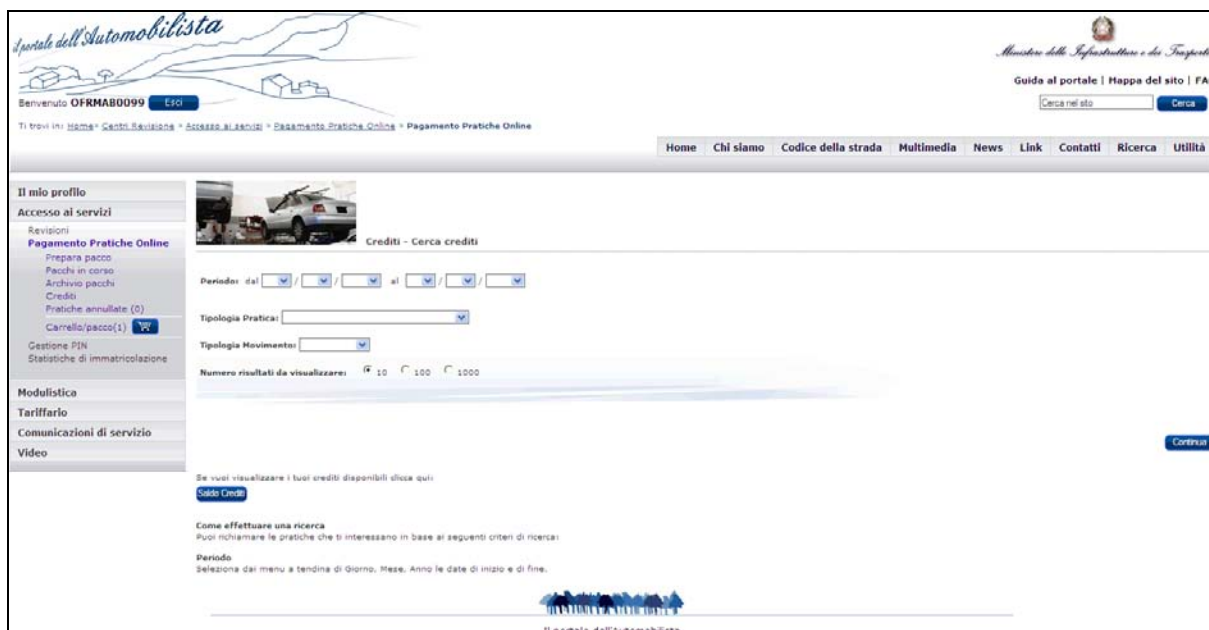 il portale dell'Automobilista
Ministero delle Infrastrutture e dei Trasporti
Guida al portale | Mappa del sito | FA
Benvenuto OFRMAB0099 Esci
Cerca nel sito Cerca
Ti trovi in: Home> Centri Revisione > Accesso ai servizi > Pagamento Pratiche Online > Pagamento Pratiche Online
Home Chi siamo Codice della strada Multimedia News Link Contatti Ricerca Utilità
Il mio profilo
Accesso ai servizi
Revisioni
Pagamento Pratiche Online
Prepara pacco
Pacchi in corso
Archivio pacchi
Crediti
Pratiche annullate (0)
Carrello/pacco(1)
Gestione PIN
Statistiche di immatricolazione
Modulistica
Tariffario
Comunicazioni di servizio
Video
Crediti - Cerca crediti
Periodo: dal / / al / /
Tipologia Pratica:
Tipologia Movimento:
Numero risultati da visualizzare: 10 100 1000
Continua
Se vuoi visualizzare i tuoi crediti disponibili clicca qui:
Saldo Crediti
Come effettuare una ricerca
Puoi richiamare le pratiche che ti interessano in base ai seguenti criteri di ricerca:
Periodo
Seleziona dai menu a tendina di Giorno, Mese, Anno le date di inizio e di fine.
Il portale dell'Automobilista